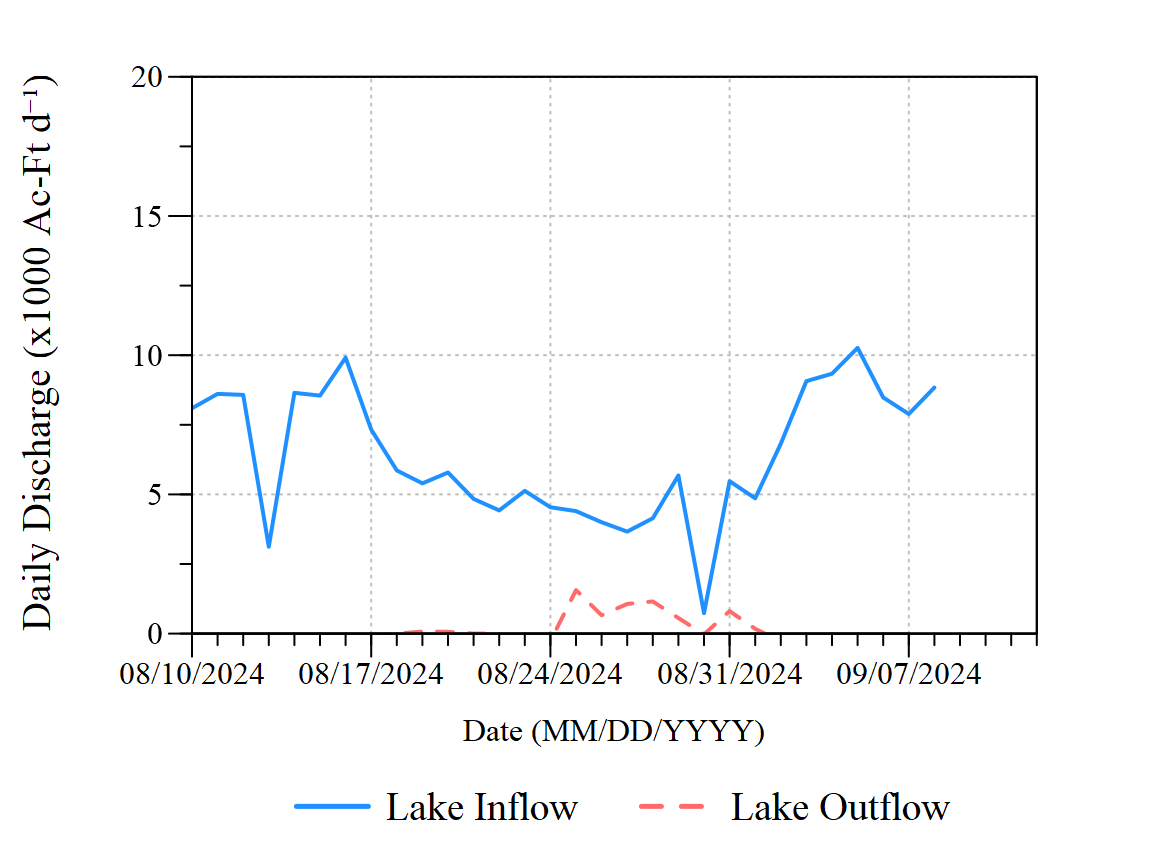 Daily Discharge (x1000 Ac-Ft d⁻¹)
20
15
10
5
0
08/10/2024 08/17/2024 08/24/2024 08/31/2024 09/07/2024
Date (MM/DD/YYYY)
Lake Inflow Lake Outflow